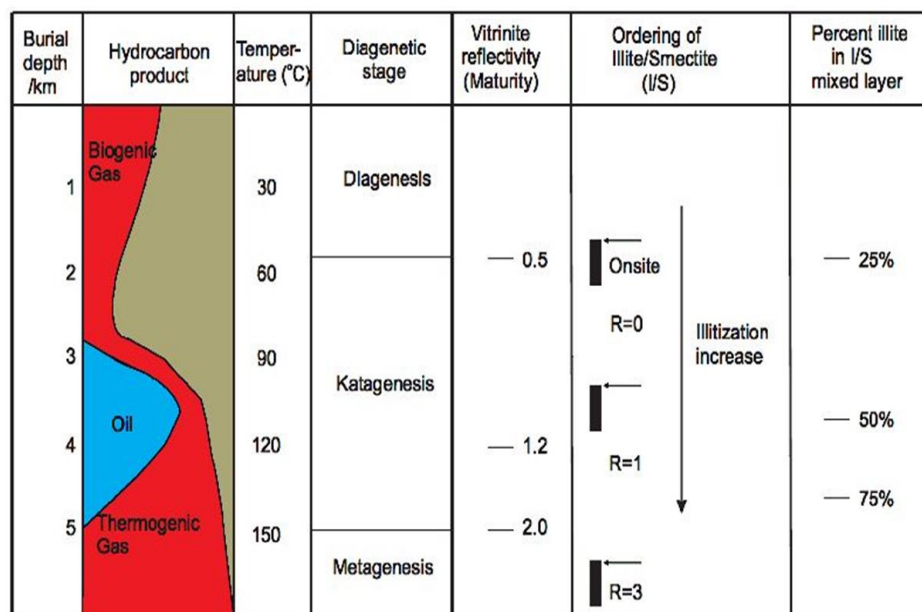 Burial
depth
/km
Hydrocarbon
product
Temper-
ature (°C)
Diagenetic
stage
Vitrinite
reflectivity
(Maturity)
Ordering of
Illite/Smectite
(I/S)
Percent illite
in I/S
mixed layer
Biogenic
Gas
1
30
Diagenesis
2
60
0.5
Onsite
25%
R=0
3
90
Illitization
increase
Katagenesis
Oil
50%
4
120
1.2
R=1
75%
5
Thermogenic
Gas
150
2.0
Metagenesis
R=3